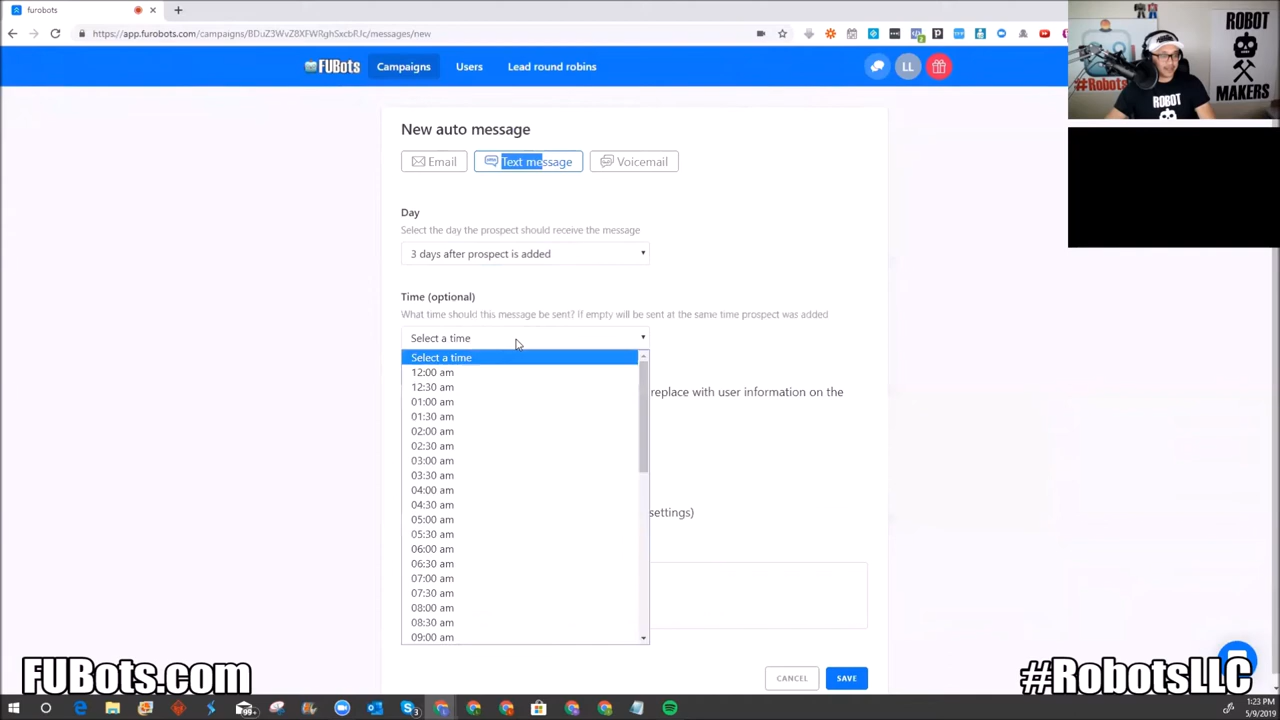 furobots
https://app.furobots.com/campaigns/BDuZ3WvZ8XFWRghSxcbFJc/messages/new
FUBots
Campaigns
Users
Lead round robins
LL
ROBOT
MAKERS
#Robots
ROBOT
MAKERS
New auto message
Email
Text message
Voicemail
Day
Select the day the prospect should receive the message
3 days after prospect is added
Time (optional)
What time should this message be sent? If empty will be sent at the same time prospect was added
Select a time
Select a time
12:00 am
12:30 am
replace with user information on the
01:00 am
01:30 am
02:00 am
02:30 am
03:00 am
03:30 am
04:00 am
04:30 am
settings)
05:00 am
05:30 am
06:00 am
06:30 am
07:00 am
07:30 am
08:00 am
08:30 am
09:00 am
CANCEL
SAVE
FUBots.com
#RobotsLLC
99+
1:23 PM
5/9/2019